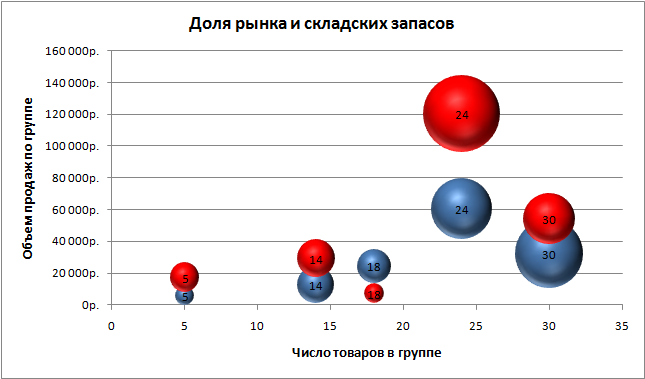 Доля рынка и складских запасов
Объем продаж по группе
160 000р.
140 000р.
120 000р.
100 000р.
80 000р.
60 000р.
40 000р.
20 000р.
0р.
24
24
30
30
14
14
18
18
5
5
0
5
10
15
20
25
30
35
Число товаров в группе